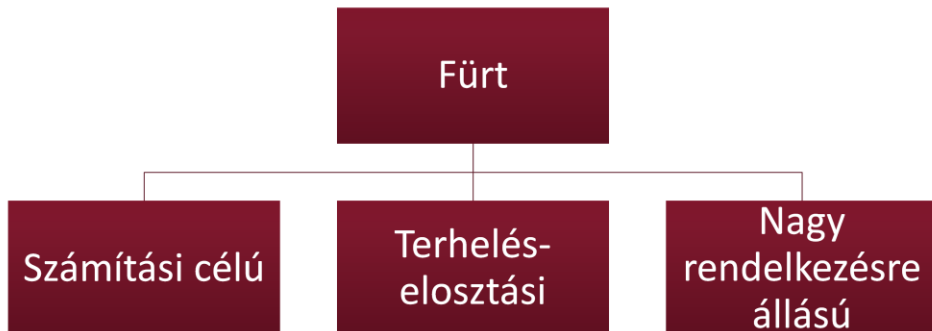 Fürt
Számítási célú
Terhelés-
elosztási
Nagy
rendelkezésre
állású